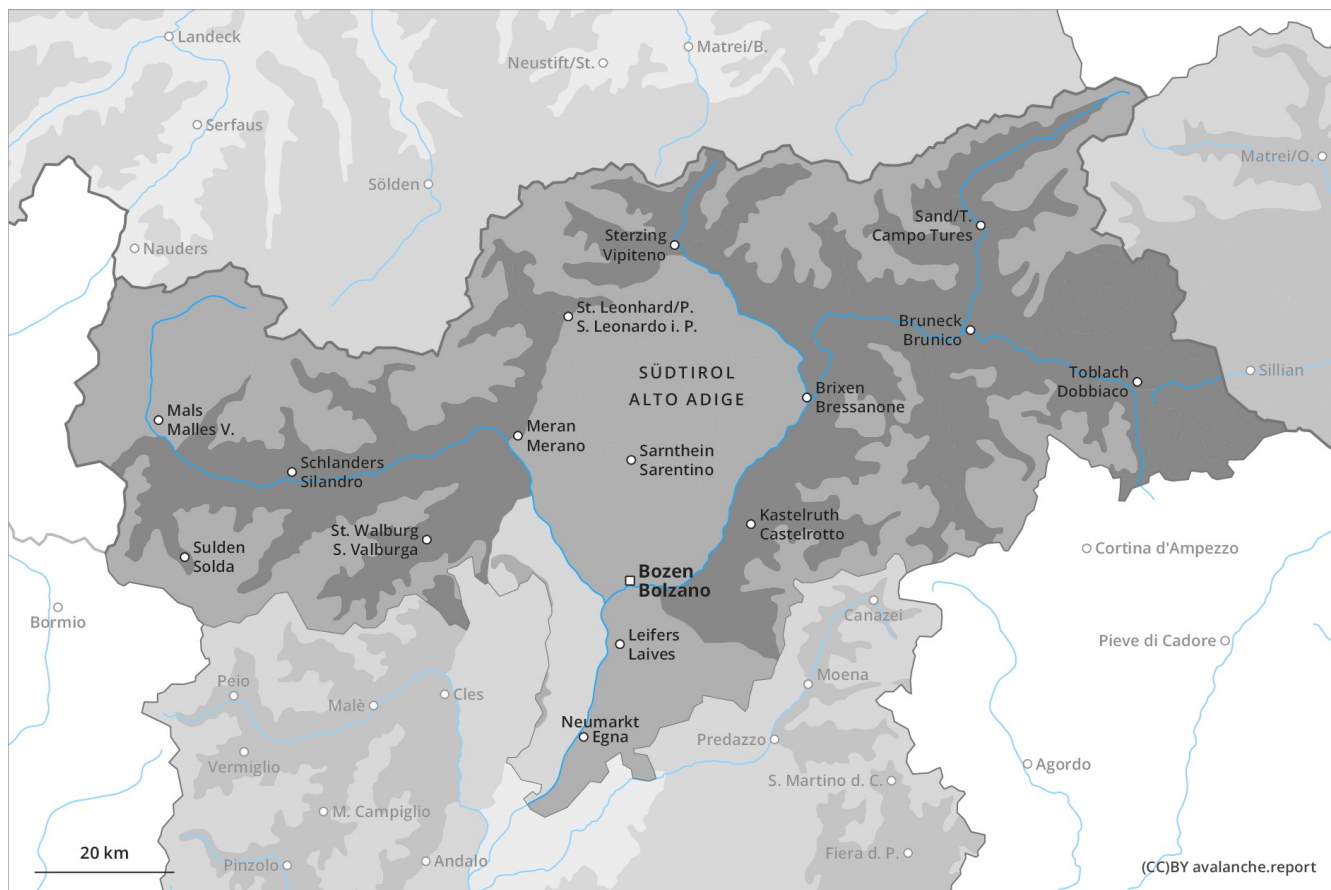 Landeck
Matrei/B.
Neustift/St.
Serfaus
Matrei/O.
Sölden
Sand/T.
Campo Tures
Nauders
Sterzing
Vipiteno
St. Leonhard/P.
S. Leonardo i. P.
Bruneck
Brunico
SÜDTIROL
ALTO ADIGE
Toblach
Dobbiaco
Sillian
Brixen
Bressanone
Mals
Malles V.
Meran
Merano
Sarnthein
Sarentino
Schlanders
Silandro
Kastelruth
Castelrotto
St. Walburg
S. Valburga
Sulden
Solda
Cortina d'Ampezzo
Bozen
Bolzano
Bormio
Canazei
Leifers
Laives
Pieve di Cadore
Peio
Moena
Malè
Cles
Neumarkt
Egna
Predazzo
Vermiglio
Agordo
S. Martino d. C.
M. Campiglio
20 km
Pinzolo
Andalo
Fiera d. P.
(CC)BY avalanche.report